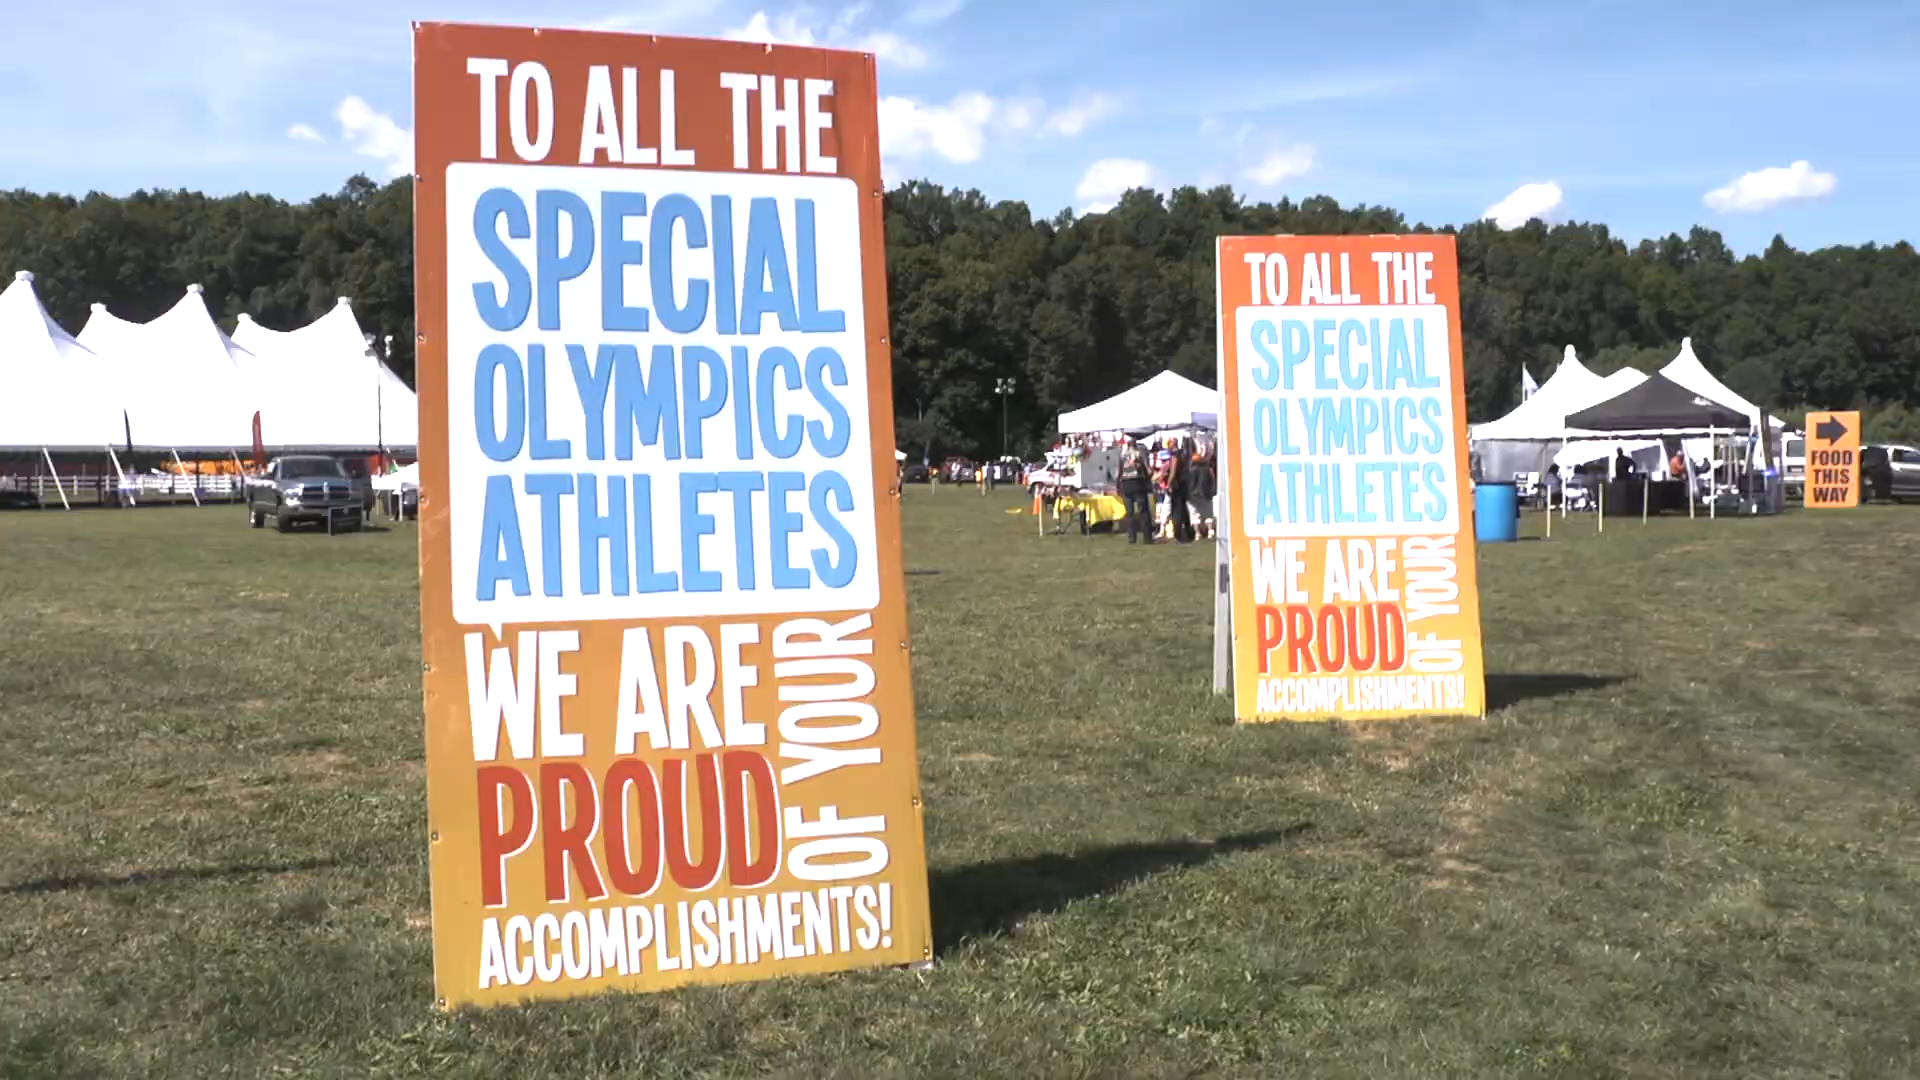 TO ALL THE
SPECIAL
OLYMPICS
ATHLETES
WE ARE
PROUD
OF YOUR
ACCOMPLISHMENTS!
TO ALL THE
SPECIAL
OLYMPICS
ATHLETES
WE ARE
PROUD
OF YOUR
ACCOMPLISHMENTS!
FOOD
THIS
WAY